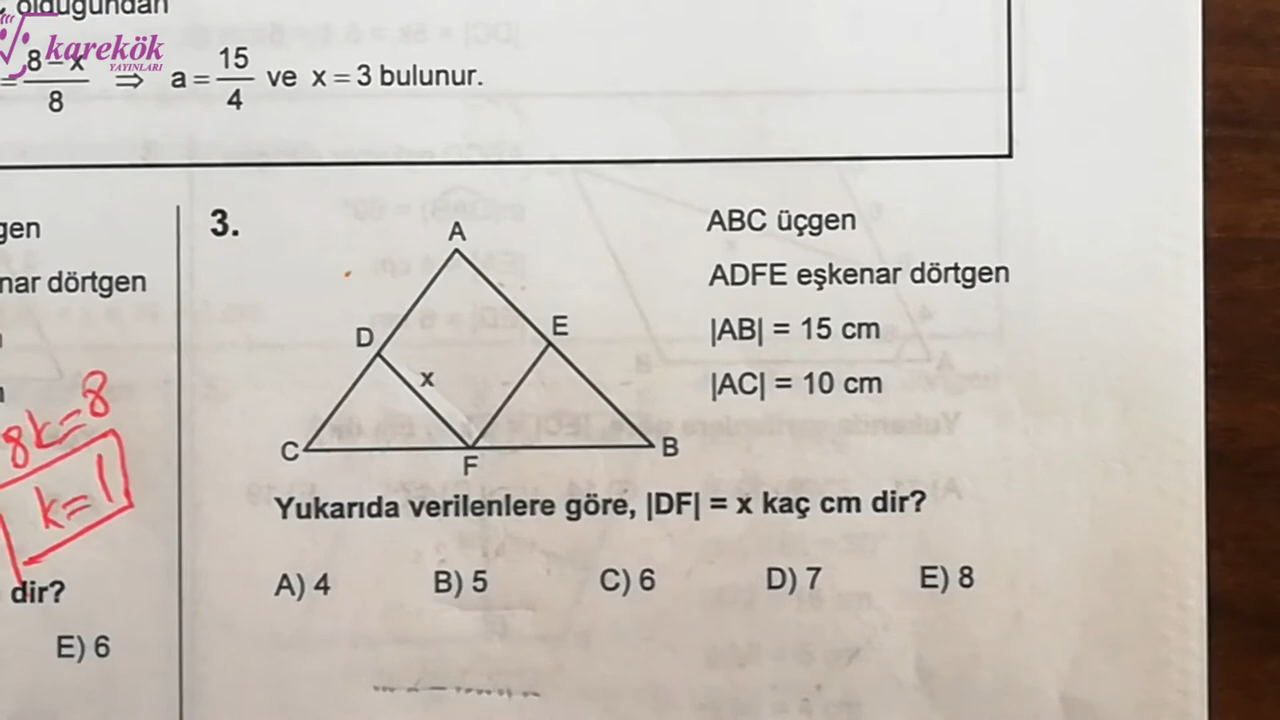 olduğundan
karekök
YAYINLARI
= 8 – x / 8 ⇒ a = 15 / 4 ve x = 3 bulunur.
gen
nar dörtgen
8k=8
k=1
dir?
E) 6
3.
A
D
E
x
C
F
B
ABC üçgen
ADFE eşkenar dörtgen
|AB| = 15 cm
|AC| = 10 cm
Yukarıda verilenlere göre, |DF| = x kaç cm dir?
A) 4 B) 5 C) 6 D) 7 E) 8